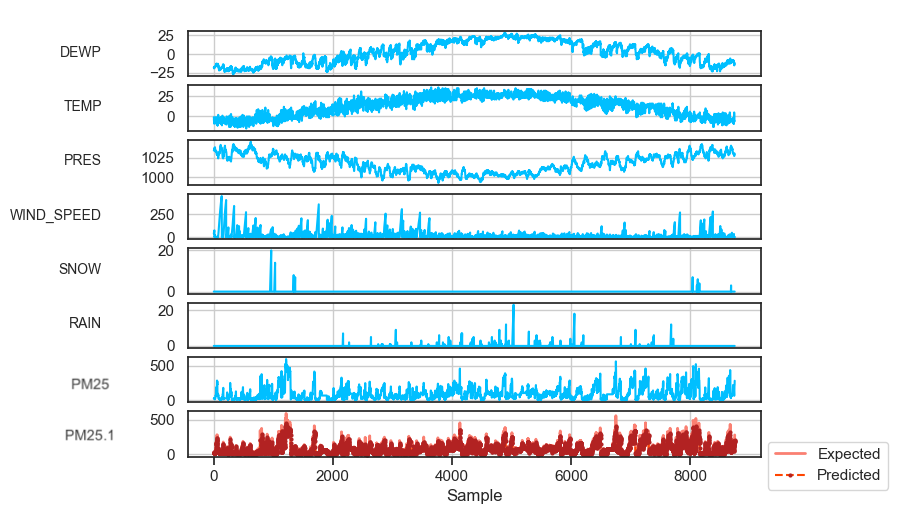 DEWP 25 0 −25
TEMP 25 0
PRES 1025 1000
WIND_SPEED 250 0
SNOW 20 0
RAIN 20 0
PM25 500 0
PM25.1 500 0
0 2000 4000 6000 8000
Sample
Expected
Predicted